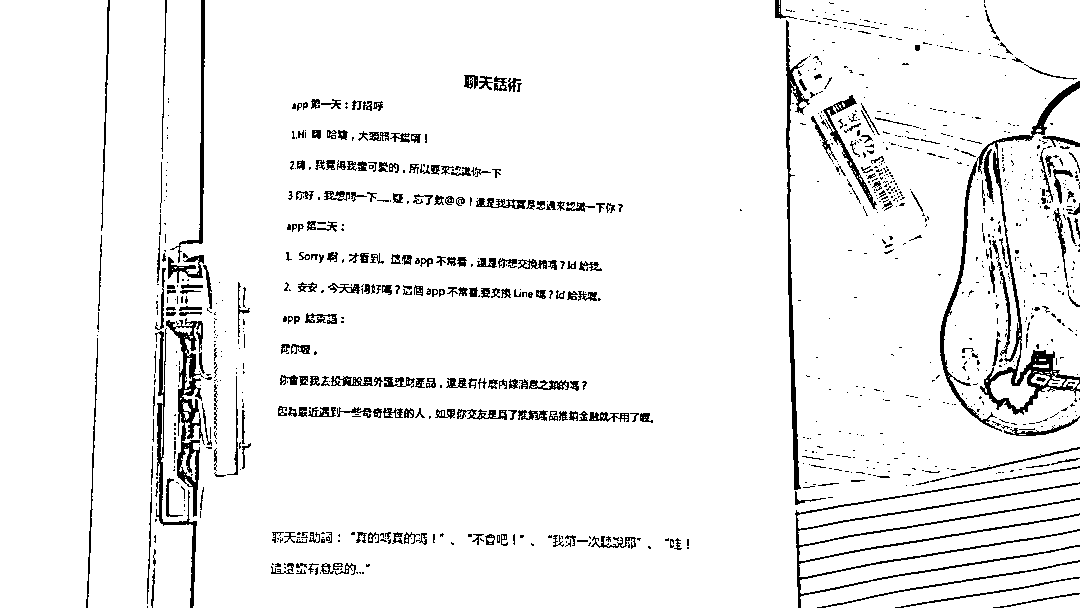 聊天話術
app 第一天：打招呼
1.Hi 嗨 哈嘍，大頭照不錯唷！
2.嗨，我覺得我蠻可愛的，所以要來認識你一下
3 你好，我想問一下......疑，忘了欸@@！還是我其實是想過來認識一下你？
app 第二天：
1. Sorry 啊，才看到。這個 app 不常看，還是你想交換賴嗎？Id 給我。
2. 安安，今天過得好嗎？這個 app 不常看,要交換 Line 嗎？Id 給我喔。
app 結束語：
問你喔，
你會要我去投資股票外匯理財產品，還是有什麼內線消息之類的嗎？
因為最近遇到一些奇奇怪怪的人，如果你交友是為了推銷產品推銷金融就不用了喔。
聊天語助詞：“真的嗎真的嗎！”、“不會吧！”、“我第一次聽說耶”、“哇！
這還蠻有意思的...”